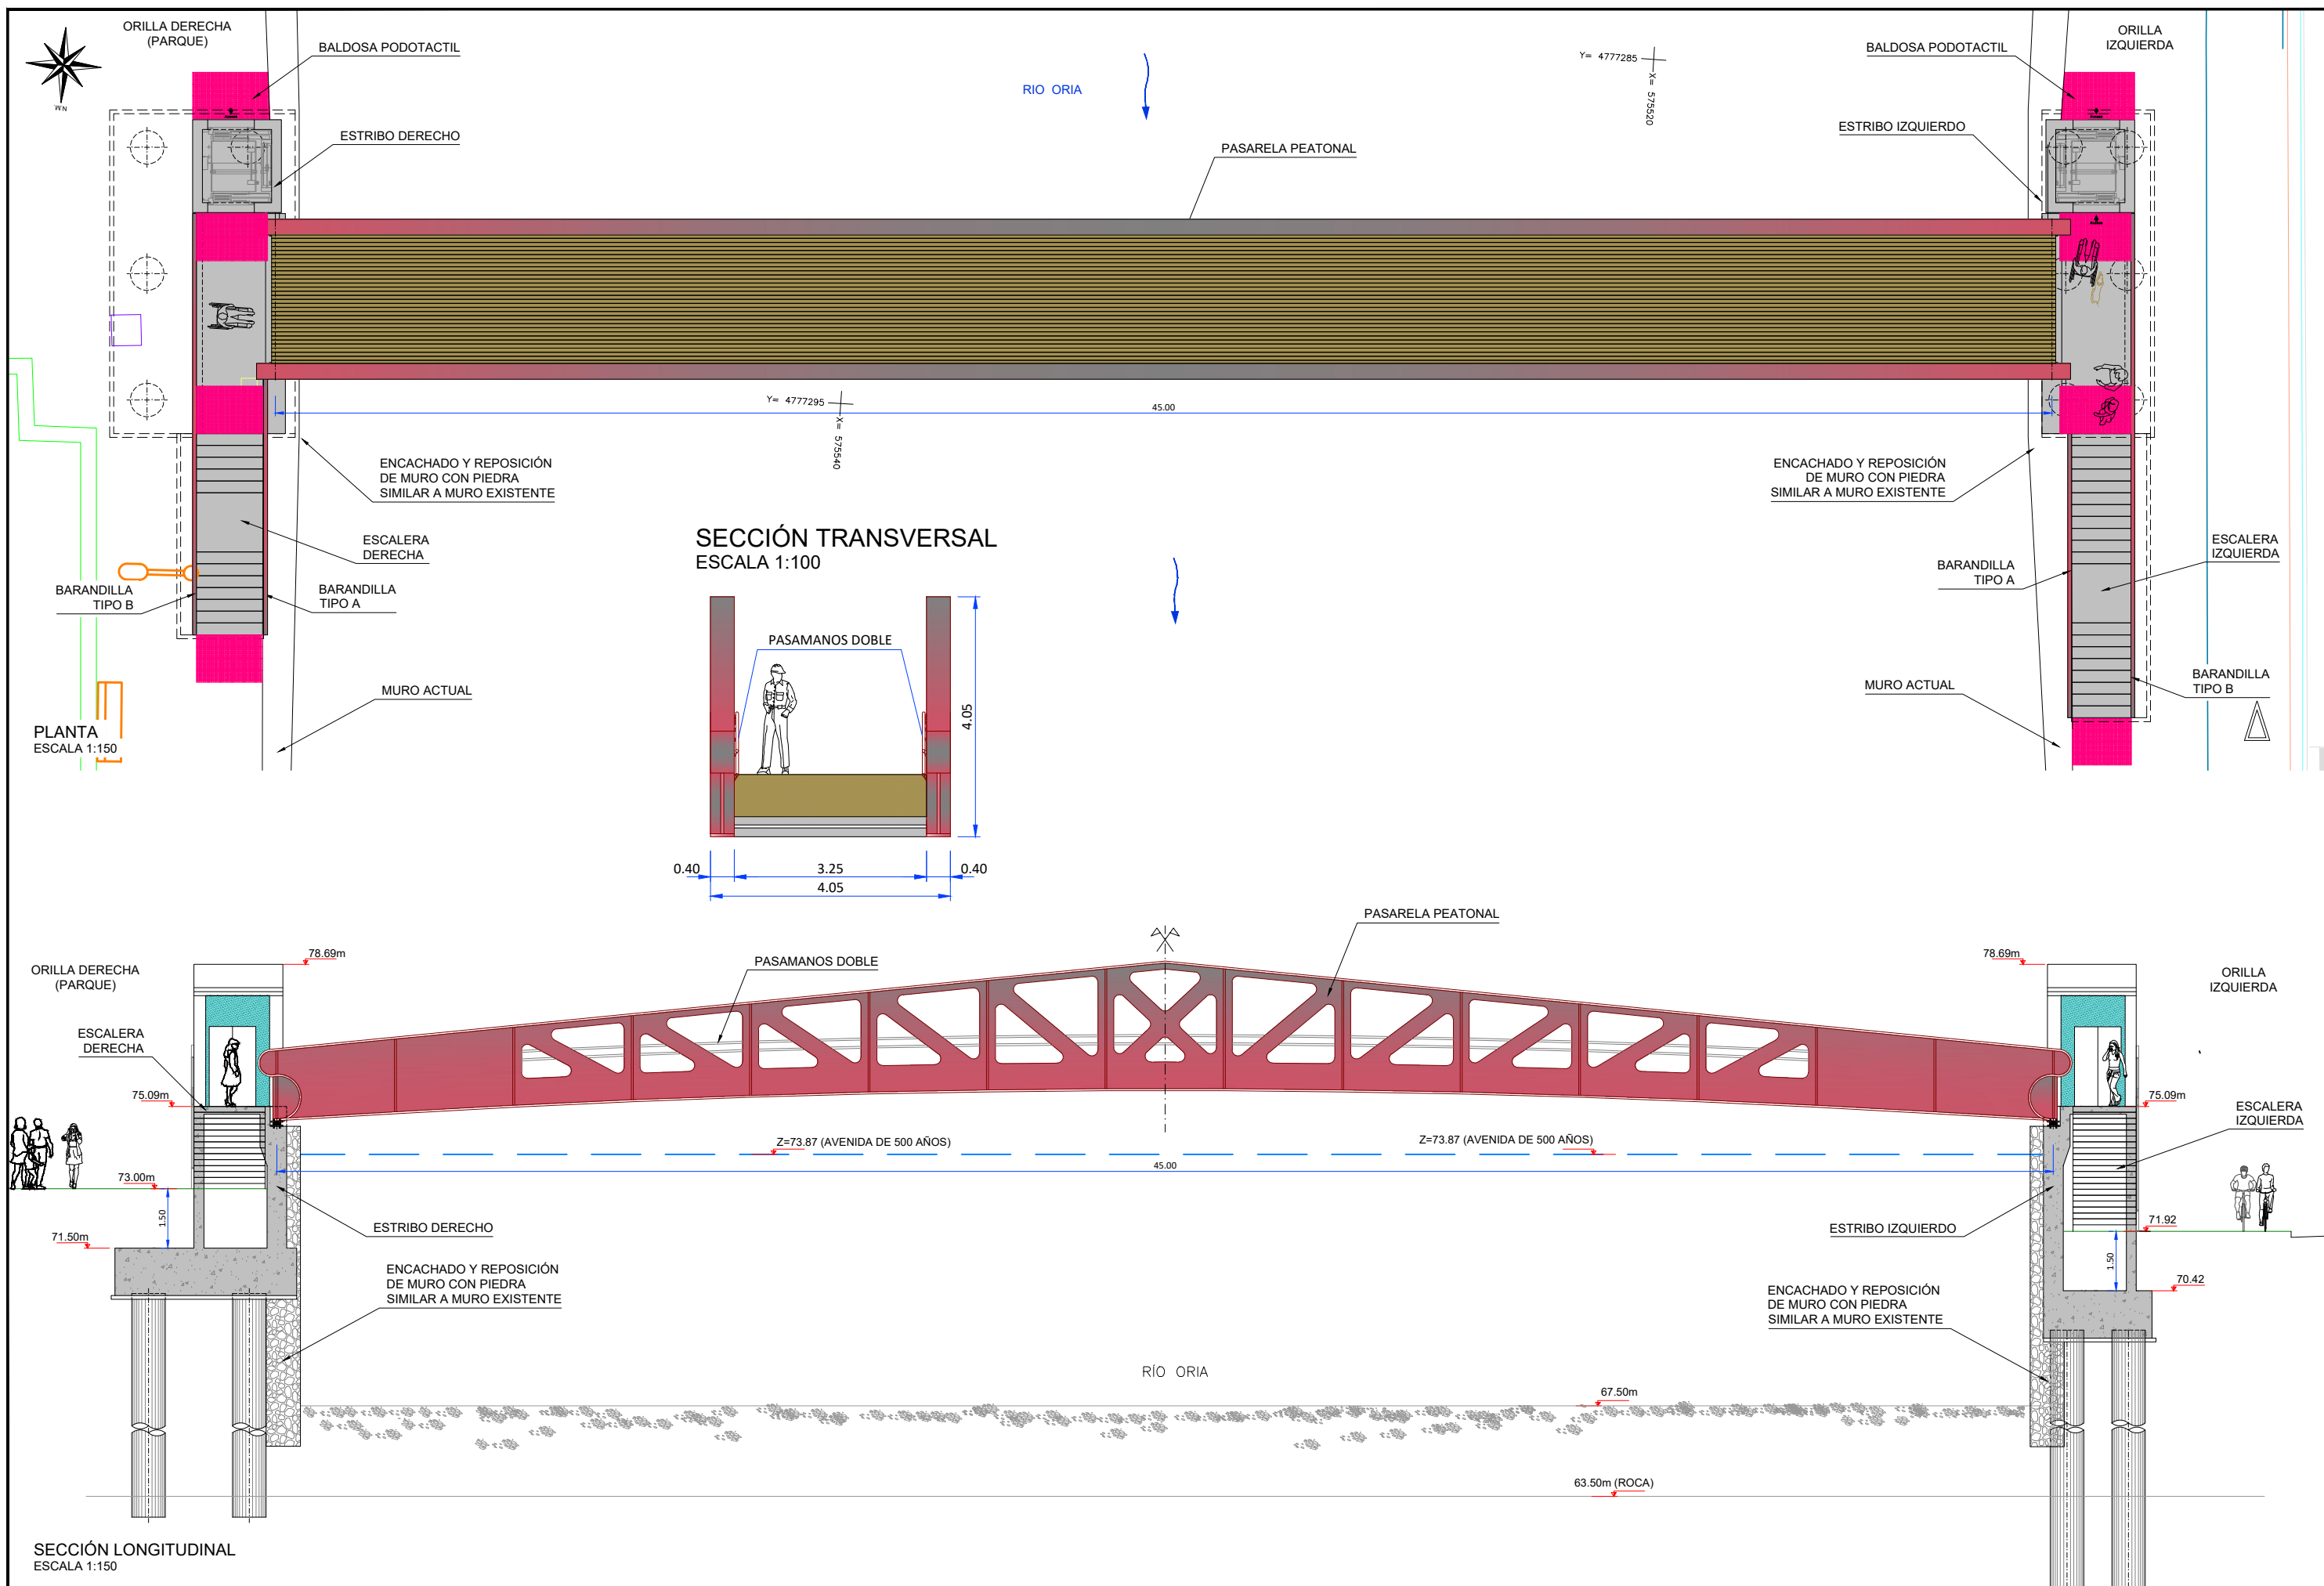 ORILLA DERECHA
(PARQUE)
BALDOSA PODOTACTIL
N.M.
ESTRIBO DERECHO
RIO ORIA
Y= 4777285
X= 575520
PASARELA PEATONAL
BALDOSA PODOTACTIL
ORILLA
IZQUIERDA
ESTRIBO IZQUIERDO
Y= 4777295
X= 575540
45.00
ENCACHADO Y REPOSICIÓN
DE MURO CON PIEDRA
SIMILAR A MURO EXISTENTE
ENCACHADO Y REPOSICIÓN
DE MURO CON PIEDRA
SIMILAR A MURO EXISTENTE
ESCALERA
DERECHA
ESCALERA
IZQUIERDA
BARANDILLA
TIPO B
BARANDILLA
TIPO A
BARANDILLA
TIPO A
BARANDILLA
TIPO B
MURO ACTUAL
MURO ACTUAL
PLANTA
ESCALA 1:150
SECCIÓN TRANSVERSAL
ESCALA 1:100
PASAMANOS DOBLE
4.05
0.40
3.25
0.40
4.05
PASARELA PEATONAL
PASAMANOS DOBLE
ORILLA DERECHA
(PARQUE)
78.69m
78.69m
ORILLA
IZQUIERDA
ESCALERA
DERECHA
75.09m
75.09m
ESCALERA
IZQUIERDA
Z=73.87 (AVENIDA DE 500 AÑOS)
Z=73.87 (AVENIDA DE 500 AÑOS)
45.00
73.00m
1.50
71.50m
ESTRIBO DERECHO
ESTRIBO IZQUIERDO
71.92
1.50
70.42
ENCACHADO Y REPOSICIÓN
DE MURO CON PIEDRA
SIMILAR A MURO EXISTENTE
ENCACHADO Y REPOSICIÓN
DE MURO CON PIEDRA
SIMILAR A MURO EXISTENTE
RÍO ORIA
67.50m
63.50m (ROCA)
SECCIÓN LONGITUDINAL
ESCALA 1:150